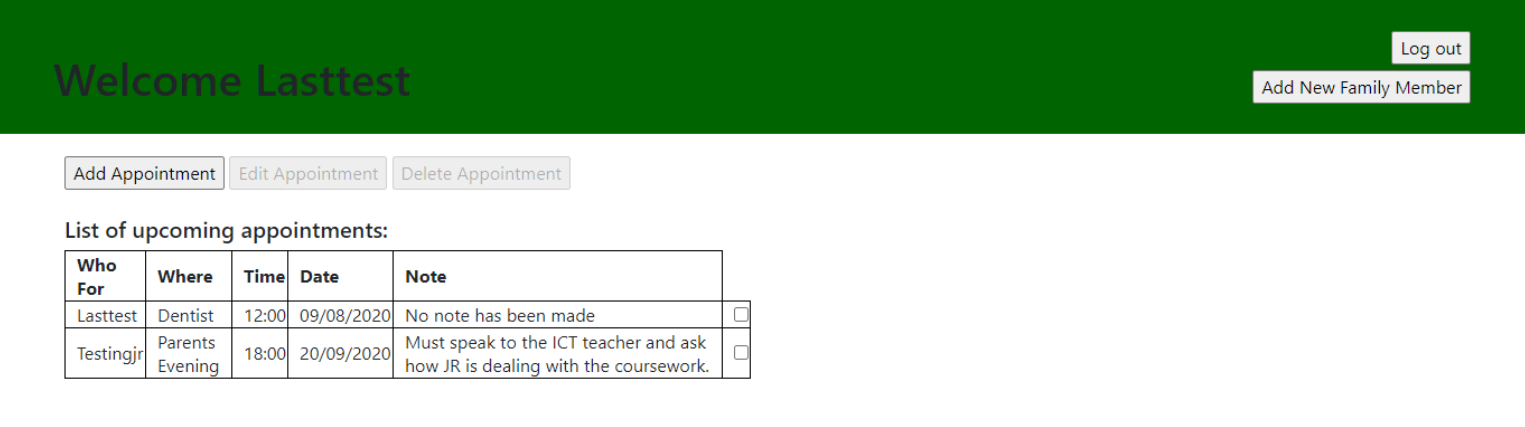 Log out
Welcome Lasttest
Add New Family Member
Add Appointment Edit Appointment Delete Appointment
List of upcoming appointments:
Who For Where Time Date Note
Lasttest Dentist 12:00 09/08/2020 No note has been made
Testingjr Parents Evening 18:00 20/09/2020 Must speak to the ICT teacher and ask
how JR is dealing with the coursework.